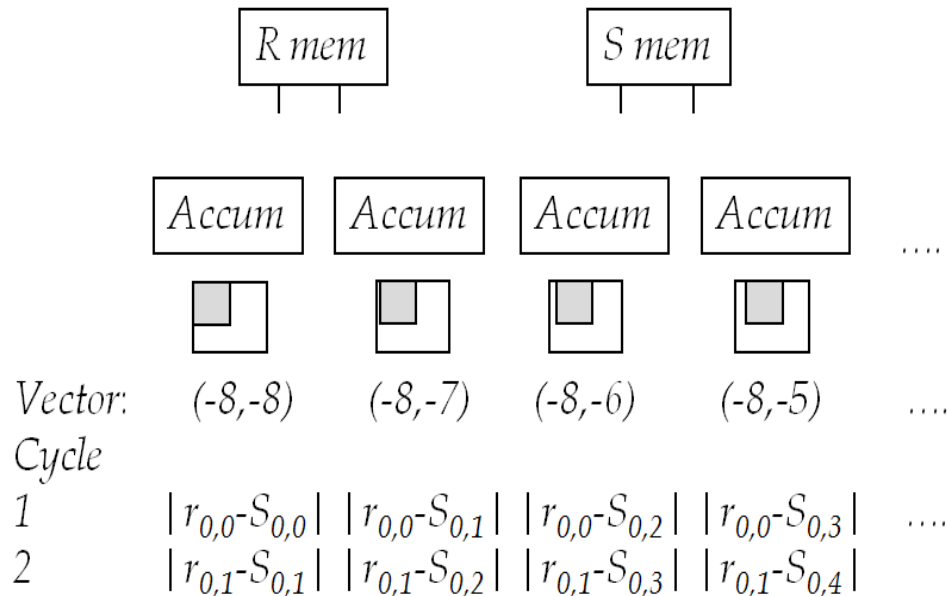 R mem S mem
Accum Accum Accum Accum ....
Vector: (-8,-8) (-8,-7) (-8,-6) (-8,-5) ....
Cycle
1 |r0,0-S0,0| |r0,0-S0,1| |r0,0-S0,2| |r0,0-S0,3| ....
2 |r0,1-S0,1| |r0,1-S0,2| |r0,1-S0,3| |r0,1-S0,4|